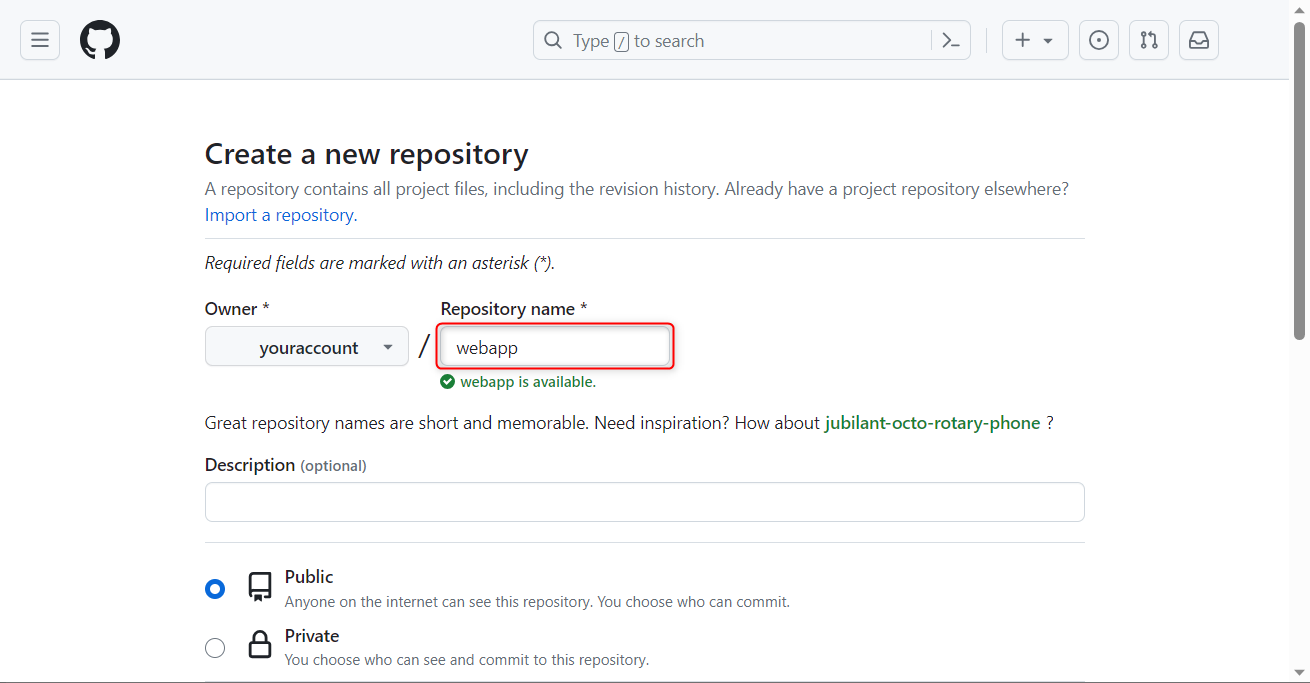 Type / to search
Create a new repository
A repository contains all project files, including the revision history. Already have a project repository elsewhere?
Import a repository.
Required fields are marked with an asterisk (*).
Owner *
Repository name *
youraccount / webapp
webapp is available.
Great repository names are short and memorable. Need inspiration? How about jubilant-octo-rotary-phone ?
Description (optional)
Public
Anyone on the internet can see this repository. You choose who can commit.
Private
You choose who can see and commit to this repository.